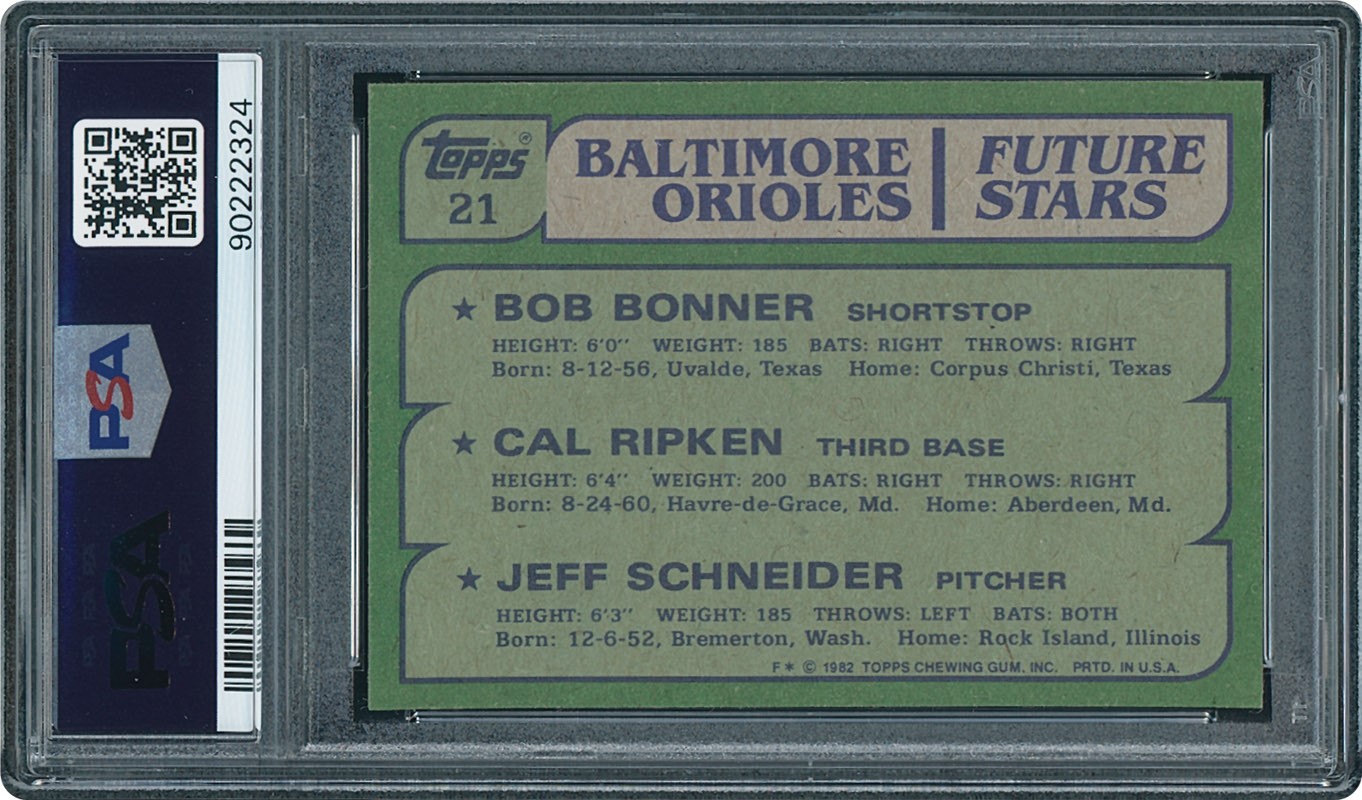 PSA
90222324
PSA
topps®
21
BALTIMORE ORIOLES
FUTURE STARS
★ BOB BONNER SHORTSTOP
HEIGHT: 6'0" WEIGHT: 185 BATS: RIGHT THROWS: RIGHT
Born: 8-12-56, Uvalde, Texas Home: Corpus Christi, Texas
★ CAL RIPKEN THIRD BASE
HEIGHT: 6'4" WEIGHT: 200 BATS: RIGHT THROWS: RIGHT
Born: 8-24-60, Havre-de-Grace, Md. Home: Aberdeen, Md.
★ JEFF SCHNEIDER PITCHER
HEIGHT: 6'3" WEIGHT: 185 THROWS: LEFT BATS: BOTH
Born: 12-6-52, Bremerton, Wash. Home: Rock Island, Illinois
F* © 1982 TOPPS CHEWING GUM, INC. PRTD. IN U.S.A.